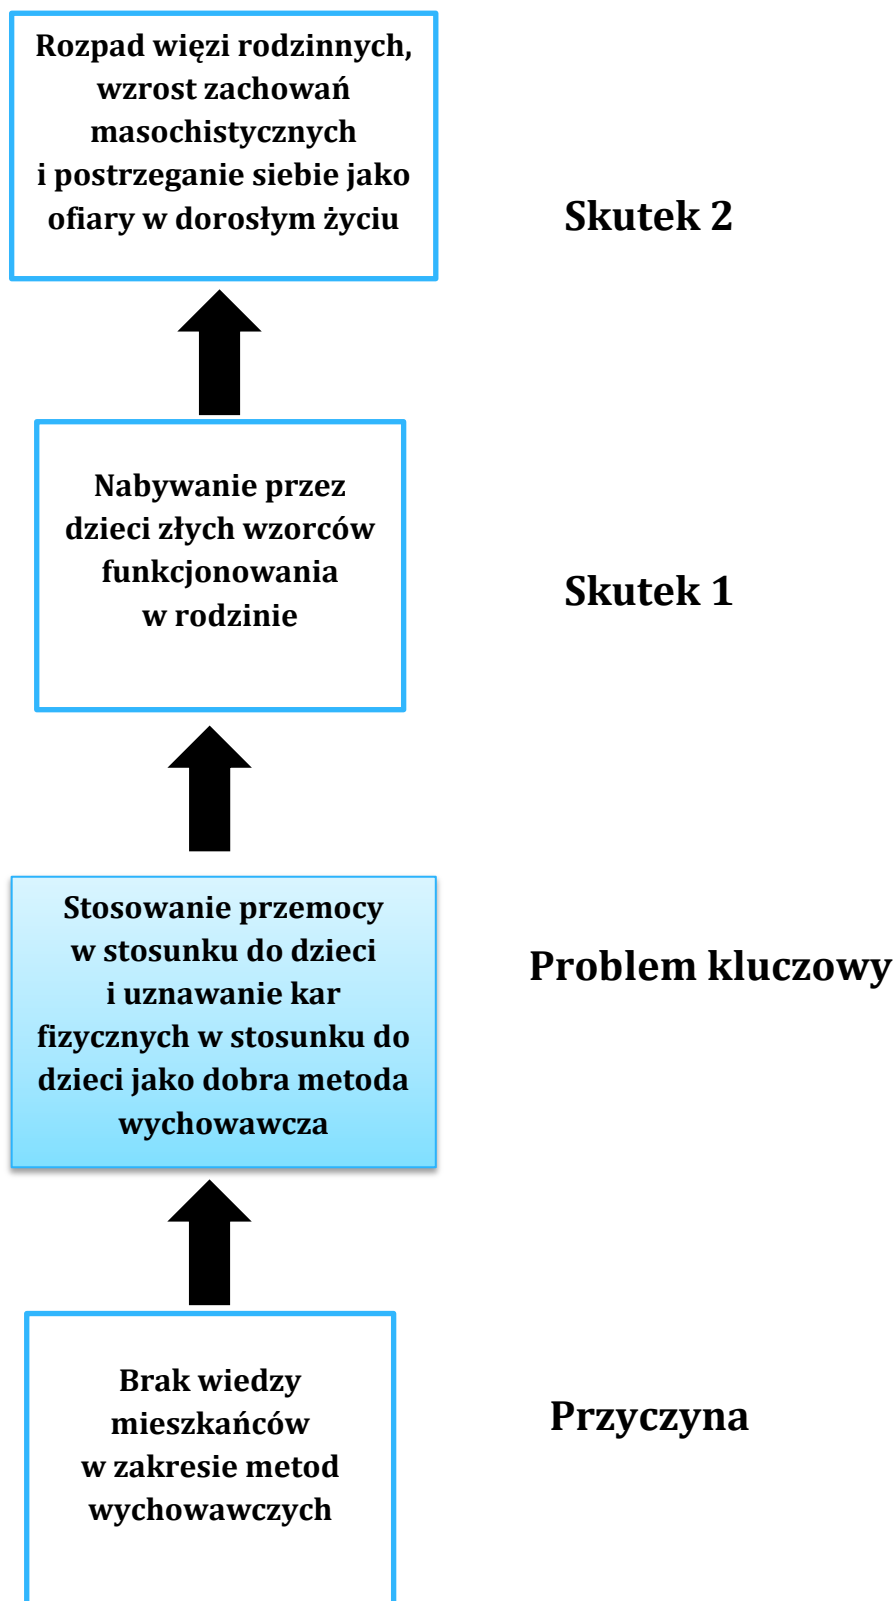 Rozpad więzi rodzinnych,
wzrost zachowań
masochistycznych
i postrzeganie siebie jako
ofiary w dorosłym życiu
Skutek 2
Nabywanie przez
dzieci złych wzorców
funkcjonowania
w rodzinie
Skutek 1
Stosowanie przemocy
w stosunku do dzieci
i uznawanie kar
fizycznych w stosunku do
dzieci jako dobra metoda
wychowawcza
Problem kluczowy
Brak wiedzy
mieszkańców
w zakresie metod
wychowawczych
Przyczyna